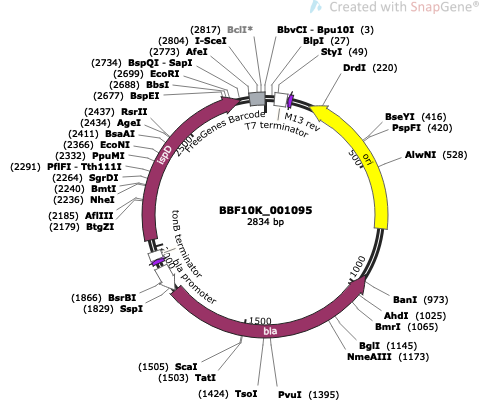 Created with SnapGene®
(2817) BclI*
(2804) I-SceI
(2773) AfeI
(2734) BspQI - SapI
(2699) EcoRI
(2688) BbsI
(2677) BspEI
(2437) RsrII
(2434) AgeI
(2411) BsaAI
(2366) EcoNI
(2332) PpuMI
(2291) PflFI - Tth111I
(2264) SgrDI
(2240) BmtI
(2236) NheI
(2185) AflIII
(2179) BtgZI
(1866) BsrBI
(1829) SspI
(1505) ScaI
(1503) TatI
(1424) TsoI
PvuI (1395)
NmeAIII (1173)
BglI (1145)
BmrI (1065)
AhdI (1025)
BanI (973)
AlwNI (528)
PspFI (420)
BseYI (416)
DrdI (220)
StyI (49)
BlpI (27)
BbvCI - Bpu10I (3)
FreeGenes Barcode
T7 terminator
M13 rev
ori
500
1000
1500
2500
ispD
tonB terminator
bla promoter
bla
BBF10K_001095
2834 bp